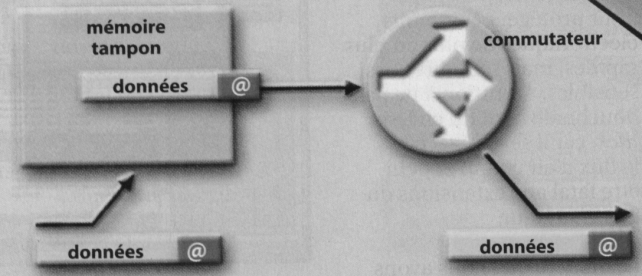 mémoire
tampon
commutateur
données @
données @
données @